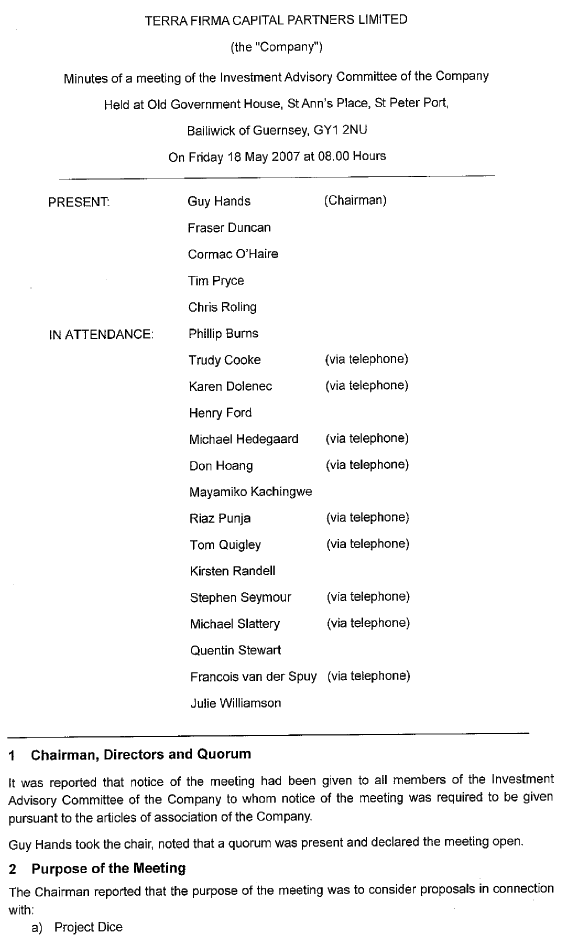 TERRA FIRMA CAPITAL PARTNERS LIMITED
(the "Company")
Minutes of a meeting of the Investment Advisory Committee of the Company
Held at Old Government House, St Ann's Place, St Peter Port,
Bailiwick of Guernsey, GY1 2NU
On Friday 18 May 2007 at 08.00 Hours
PRESENT: Guy Hands (Chairman)
Fraser Duncan
Cormac O'Haire
Tim Pryce
Chris Roling
IN ATTENDANCE: Phillip Burns
Trudy Cooke (via telephone)
Karen Dolenec (via telephone)
Henry Ford
Michael Hedegaard (via telephone)
Don Hoang (via telephone)
Mayamiko Kachingwe
Riaz Punja (via telephone)
Tom Quigley (via telephone)
Kirsten Randell
Stephen Seymour (via telephone)
Michael Slattery (via telephone)
Quentin Stewart
Francois van der Spuy (via telephone)
Julie Williamson
1 Chairman, Directors and Quorum
It was reported that notice of the meeting had been given to all members of the Investment
Advisory Committee of the Company to whom notice of the meeting was required to be given
pursuant to the articles of association of the Company.
Guy Hands took the chair, noted that a quorum was present and declared the meeting open.
2 Purpose of the Meeting
The Chairman reported that the purpose of the meeting was to consider proposals in connection
with:
a) Project Dice